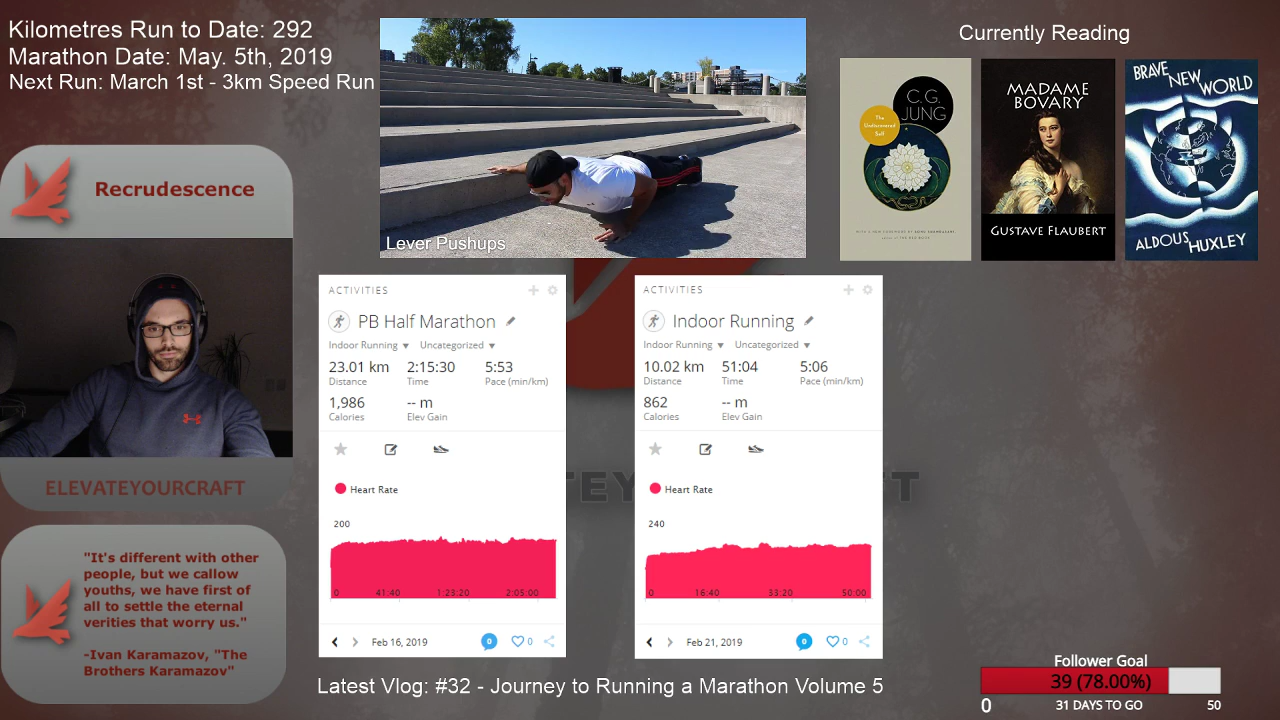 Kilometres Run to Date: 292
Marathon Date: May. 5th, 2019
Next Run: March 1st - 3km Speed Run
Recrudescence
ELEVATEYOURCRAFT
"It's different with other
people, but we callow
youths, we have first of
all to settle the eternal
verities that worry us."
-Ivan Karamazov, "The
Brothers Karamazov"
Lever Pushups
Currently Reading
C.G.
JUNG
The
Undiscovered
Self
MADAME
BOVARY
GUSTAVE FLAUBERT
BRAVE NEW WORLD
ALDOUS HUXLEY
ACTIVITIES
PB Half Marathon
Indoor Running Uncategorized
23.01 km 2:15:30 5:53
Distance Time Pace (min/km)
1,986 -- m
Calories Elev Gain
Heart Rate
200
0 41:40 1:23:20 2:05:00
Feb 16, 2019 0 0
ACTIVITIES
Indoor Running
Indoor Running Uncategorized
10.02 km 51:04 5:06
Distance Time Pace (min/km)
862 -- m
Calories Elev Gain
Heart Rate
240
0 16:40 33:20 50:00
Feb 21, 2019 0 0
Latest Vlog: #32 - Journey to Running a Marathon Volume 5
Follower Goal
39 (78.00%)
0 31 DAYS TO GO 50